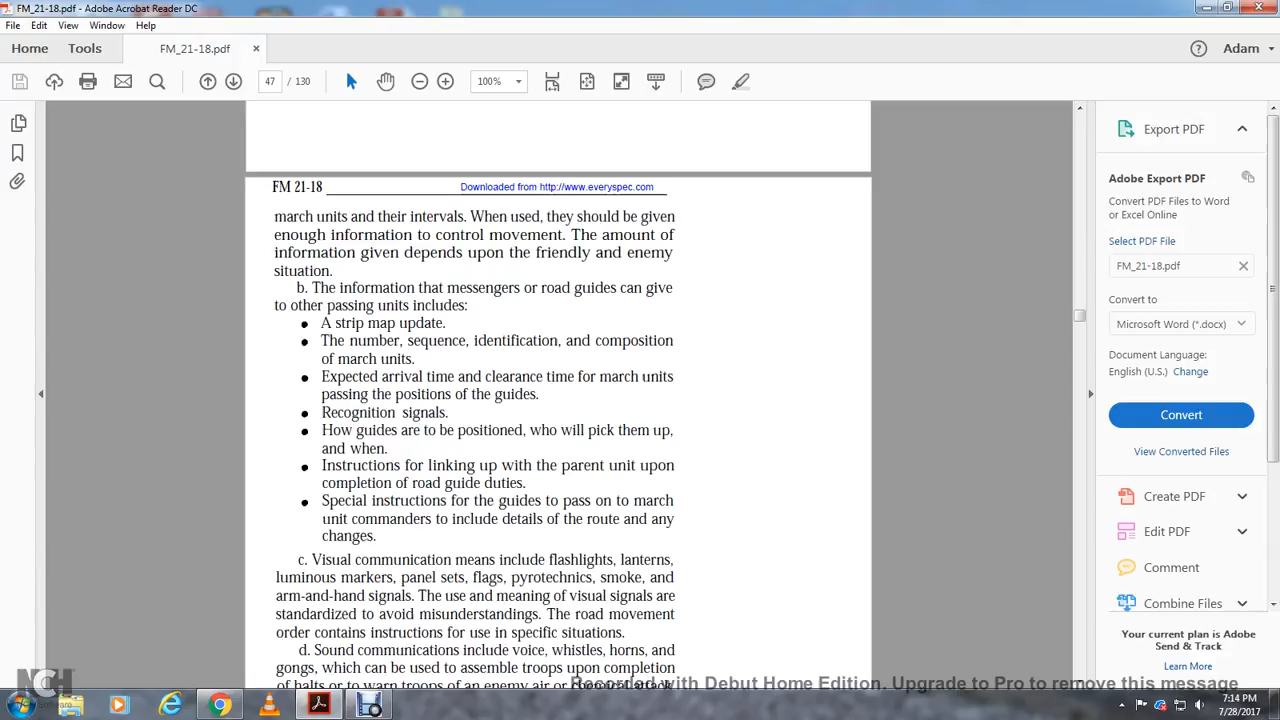 FM_21-18.pdf - Adobe Acrobat Reader DC
File Edit View Window Help
Home Tools FM_21-18.pdf × Adam
47 / 130 100%
FM 21-18 Downloaded from http://www.everyspec.com
march units and their intervals. When used, they should be given
enough information to control movement. The amount of
information given depends upon the friendly and enemy
situation.
b. The information that messengers or road guides can give
to other passing units includes:
● A strip map update.
● The number, sequence, identification, and composition
of march units.
● Expected arrival time and clearance time for march units
passing the positions of the guides.
● Recognition signals.
● How guides are to be positioned, who will pick them up,
and when.
● Instructions for linking up with the parent unit upon
completion of road guide duties.
● Special instructions for the guides to pass on to march
unit commanders to include details of the route and any
changes.
c. Visual communication means include flashlights, lanterns,
luminous markers, panel sets, flags, pyrotechnics, smoke, and
arm-and-hand signals. The use and meaning of visual signals are
standardized to avoid misunderstandings. The road movement
order contains instructions for use in specific situations.
d. Sound communications include voice, whistles, horns, and
gongs, which can be used to assemble troops upon completion
of halts or to warn troops of an enemy air or chemical attack
Export PDF
Adobe Export PDF
Convert PDF Files to Word
or Excel Online
Select PDF File
FM_21-18.pdf
Convert to
Microsoft Word (*.docx)
Document Language:
English (U.S.) Change
Convert
View Converted Files
Create PDF
Edit PDF
Comment
Combine Files
Your current plan is Adobe
Send & Track
Learn More
NCH Software
Recorded with Debut Home Edition. Upgrade to Pro to remove this message
7:14 PM
7/28/2017